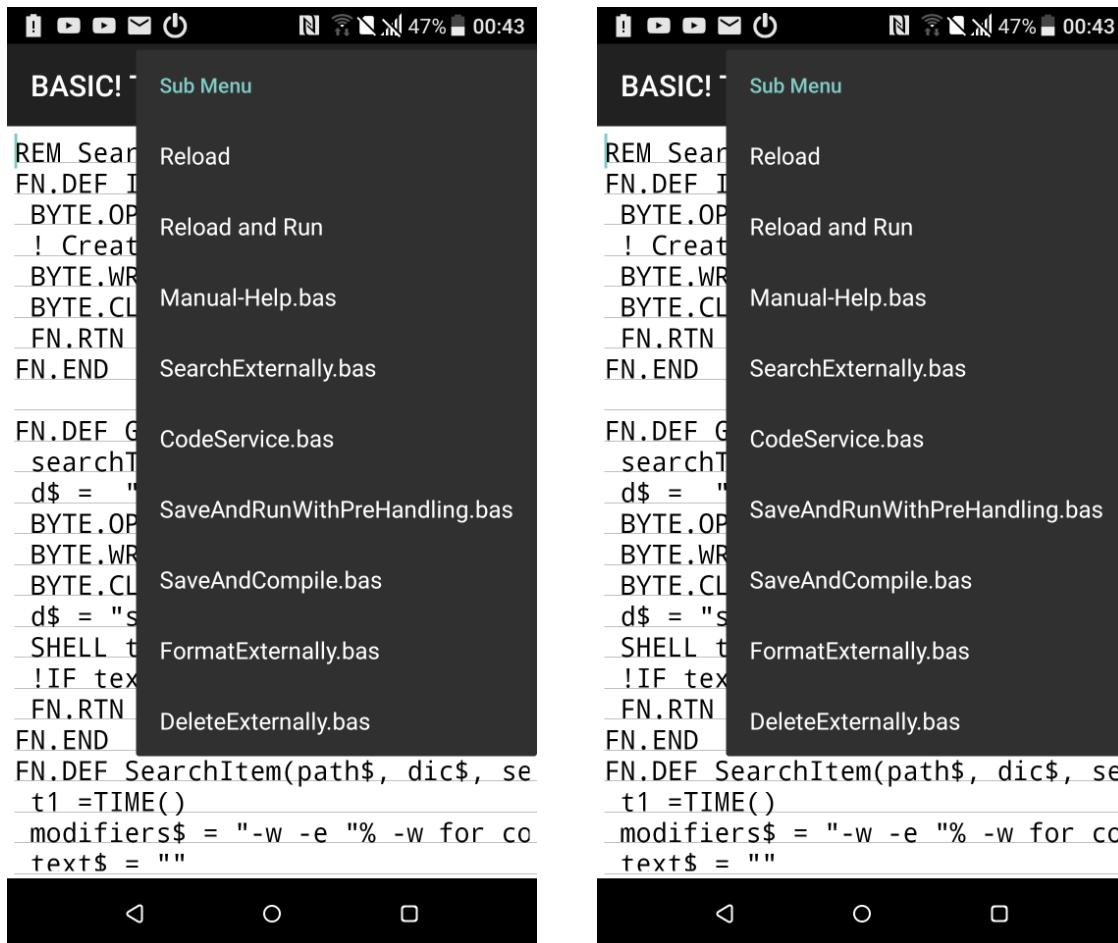 47% 00:43
BASIC!
Sub Menu
Reload
Reload and Run
Manual-Help.bas
SearchExternally.bas
CodeService.bas
SaveAndRunWithPreHandling.bas
SaveAndCompile.bas
FormatExternally.bas
DeleteExternally.bas
REM Sear
FN.DEF I
BYTE.OP
! Creat
BYTE.WR
BYTE.CL
FN.RTN
FN.END
FN.DEF G
searchT
d$ = "
BYTE.OP
BYTE.WR
BYTE.CL
d$ = "s
SHELL t
!IF tex
FN.RTN
FN.END
FN.DEF SearchItem(path$, dic$, se
t1 =TIME()
modifiers$ = "-w -e "% -w for co
text$ = ""
47% 00:43
BASIC!
Sub Menu
Reload
Reload and Run
Manual-Help.bas
SearchExternally.bas
CodeService.bas
SaveAndRunWithPreHandling.bas
SaveAndCompile.bas
FormatExternally.bas
DeleteExternally.bas
REM Sear
FN.DEF I
BYTE.OP
! Creat
BYTE.WR
BYTE.CL
FN.RTN
FN.END
FN.DEF G
searchT
d$ = "
BYTE.OP
BYTE.WR
BYTE.CL
d$ = "s
SHELL t
!IF tex
FN.RTN
FN.END
FN.DEF SearchItem(path$, dic$, se
t1 =TIME()
modifiers$ = "-w -e "% -w for co
text$ = ""